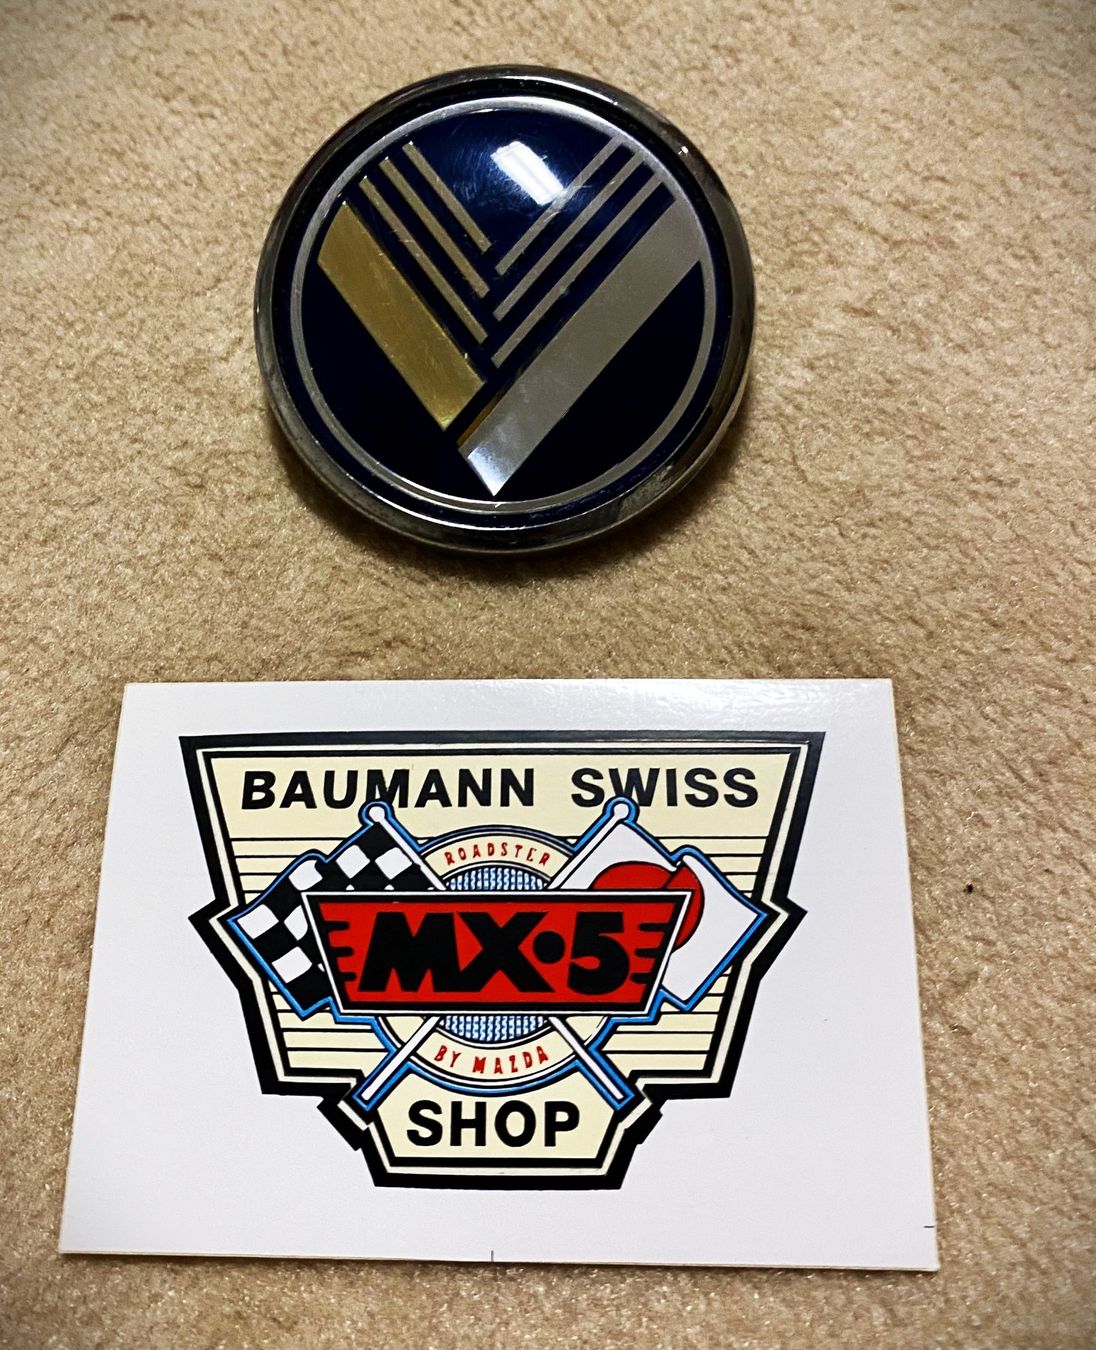 BAUMANN SWISS
ROADSTER
MX·5
BY MAZDA
SHOP